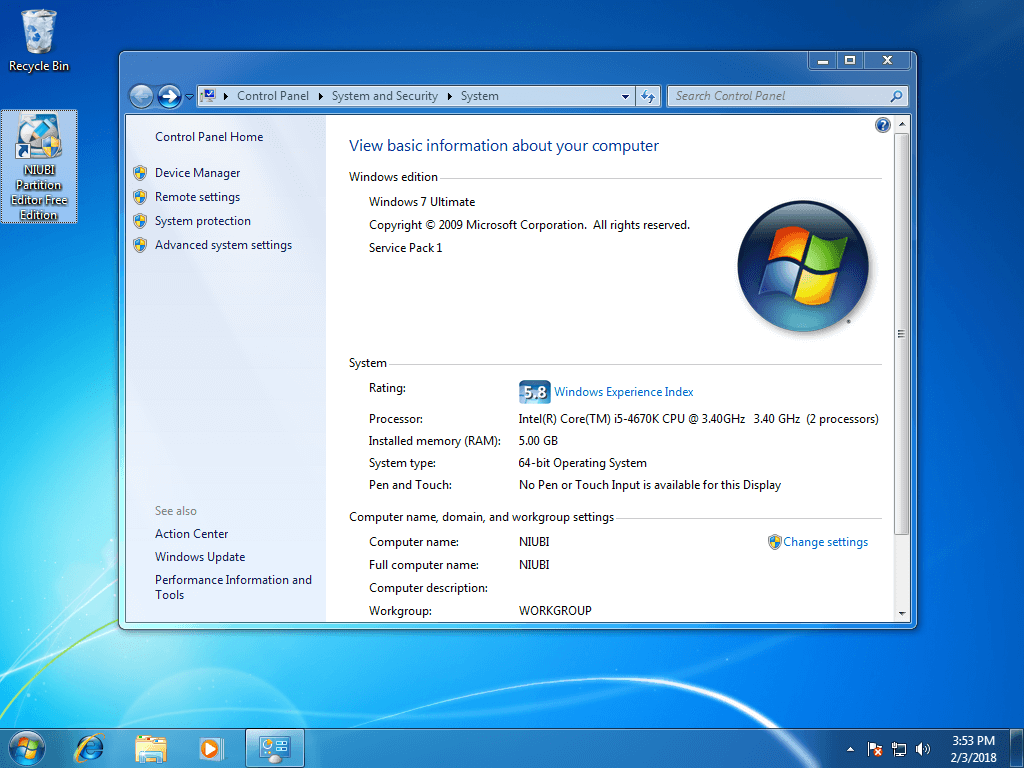 Recycle Bin
NIUBI
Partition
Editor Free
Edition
Control Panel
System and Security
System
Search Control Panel
Control Panel Home
Device Manager
Remote settings
System protection
Advanced system settings
See also
Action Center
Windows Update
Performance Information and
Tools
View basic information about your computer
Windows edition
Windows 7 Ultimate
Copyright © 2009 Microsoft Corporation.  All rights reserved.
Service Pack 1
System
Rating: 5,8 Windows Experience Index
Processor: Intel(R) Core(TM) i5-4670K CPU @ 3.40GHz  3.40 GHz  (2 processors)
Installed memory (RAM): 5.00 GB
System type: 64-bit Operating System
Pen and Touch: No Pen or Touch Input is available for this Display
Computer name, domain, and workgroup settings
Computer name: NIUBI Change settings
Full computer name: NIUBI
Computer description:
Workgroup: WORKGROUP
3:53 PM
2/3/2018